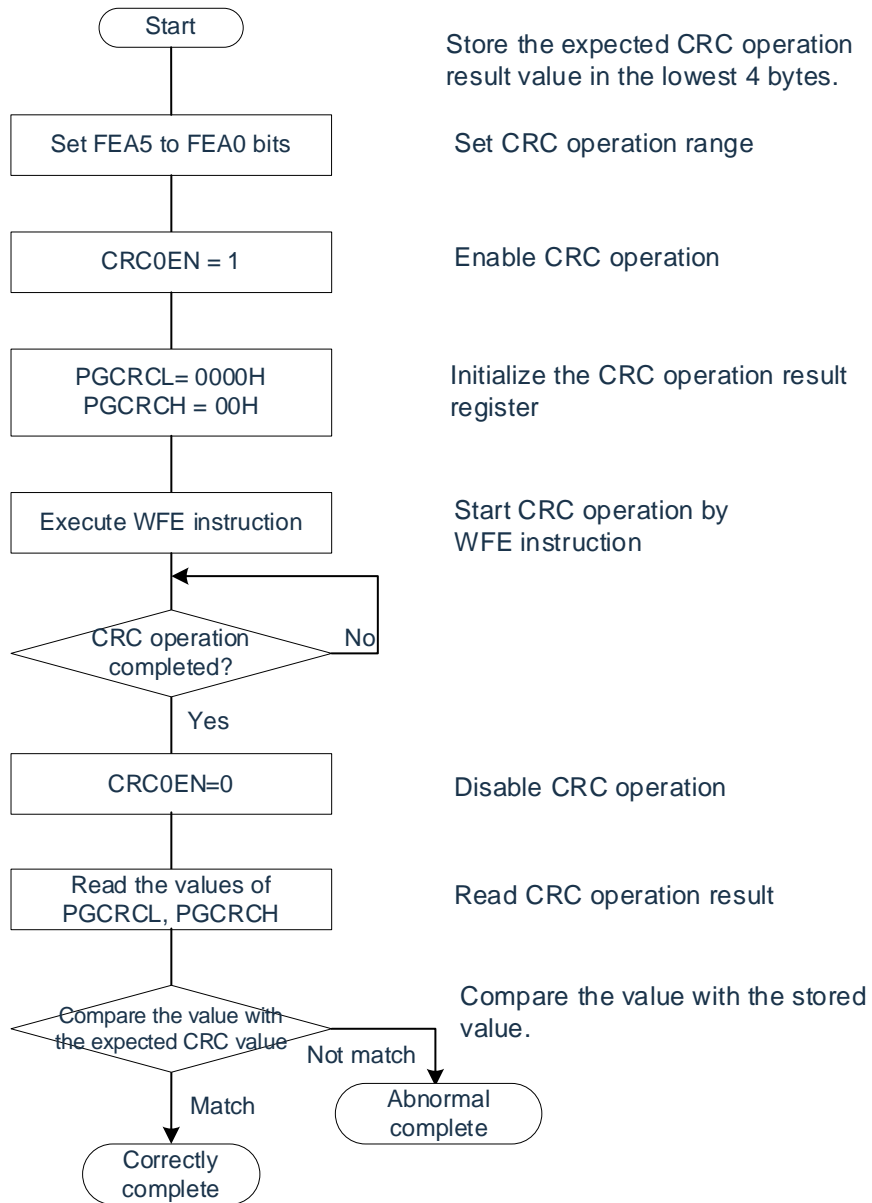 Start
Store the expected CRC operation
result value in the lowest 4 bytes.
Set FEA5 to FEA0 bits
Set CRC operation range
CRC0EN = 1
Enable CRC operation
PGCRCL= 0000H
PGCRCH = 00H
Initialize the CRC operation result
register
Execute WFE instruction
Start CRC operation by
WFE instruction
CRC operation
completed?
No
Yes
CRC0EN=0
Disable CRC operation
Read the values of
PGCRCL, PGCRCH
Read CRC operation result
Compare the value with
the expected CRC value
Compare the value with the stored
value.
Not match
Match
Abnormal
complete
Correctly
complete